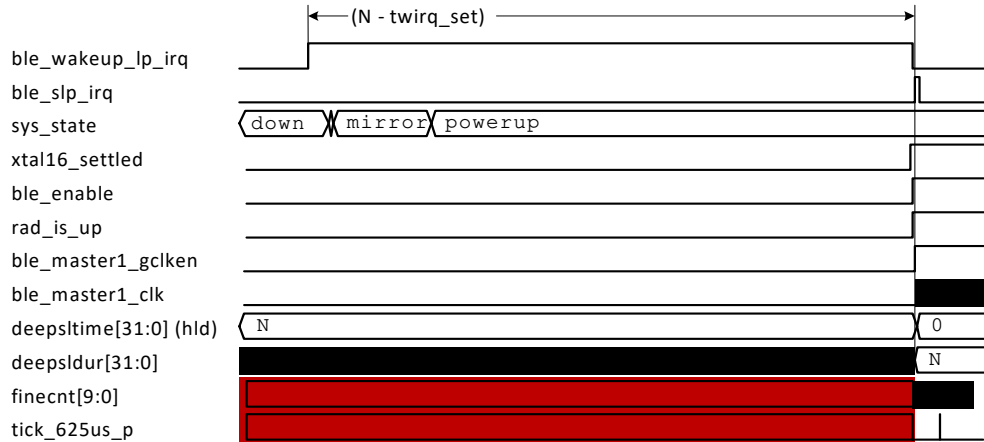 (N - twirq_set)
ble_wakeup_lp_irq
ble_slp_irq
sys_state down mirror powerup
xtal16_settled
ble_enable
rad_is_up
ble_master1_gclken
ble_master1_clk
deepsltime[31:0] (hld) N 0
deepsldur[31:0] N
finecnt[9:0]
tick_625us_p